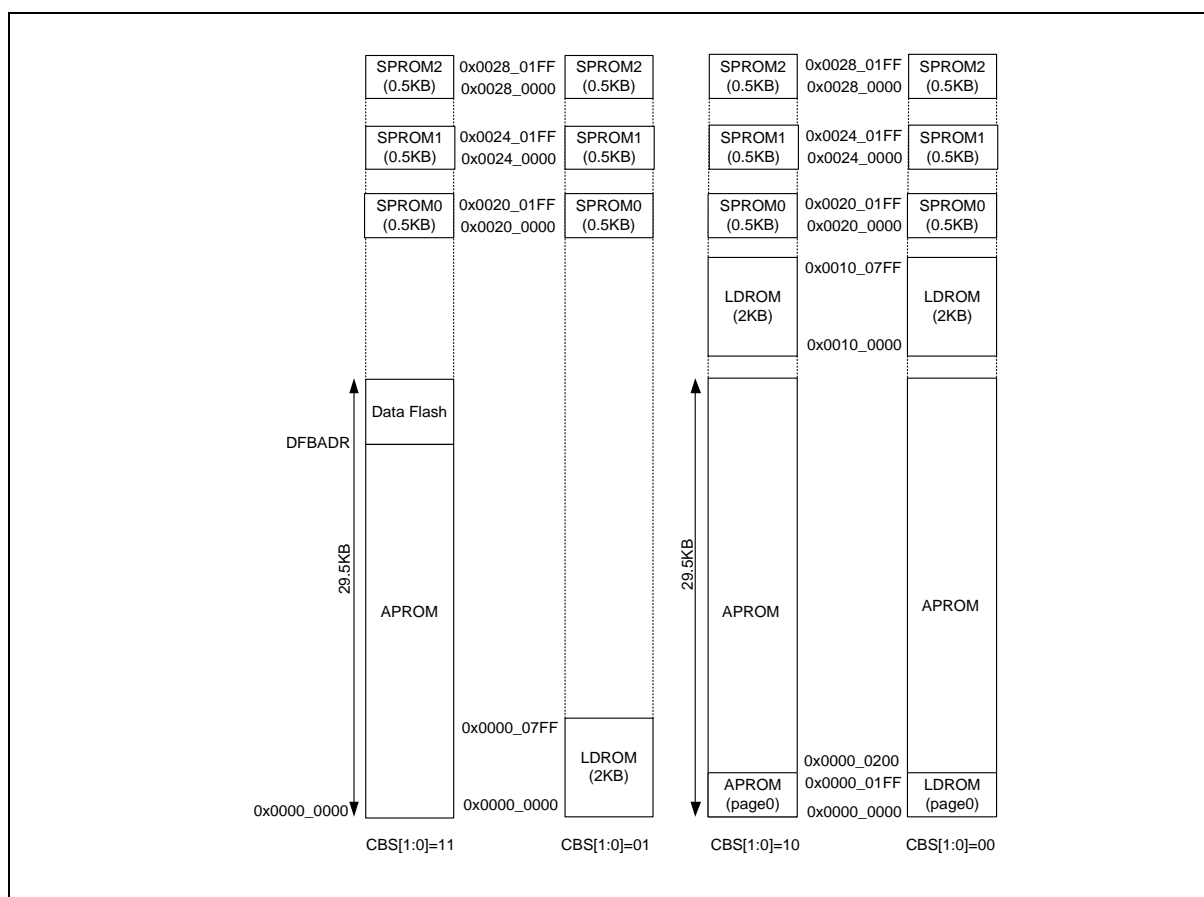 SPROM2
(0.5KB)
0x0028_01FF
0x0028_0000
SPROM2
(0.5KB)
SPROM2
(0.5KB)
0x0028_01FF
0x0028_0000
SPROM2
(0.5KB)
SPROM1
(0.5KB)
0x0024_01FF
0x0024_0000
SPROM1
(0.5KB)
SPROM1
(0.5KB)
0x0024_01FF
0x0024_0000
SPROM1
(0.5KB)
SPROM0
(0.5KB)
0x0020_01FF
0x0020_0000
SPROM0
(0.5KB)
SPROM0
(0.5KB)
0x0020_01FF
0x0020_0000
SPROM0
(0.5KB)
LDROM
(2KB)
0x0010_07FF
0x0010_0000
LDROM
(2KB)
Data Flash
DFBADR
29.5KB
APROM
29.5KB
APROM
APROM
0x0000_07FF
LDROM
(2KB)
0x0000_0000
0x0000_0000
APROM
(page0)
0x0000_0200
0x0000_01FF
0x0000_0000
LDROM
(page0)
CBS[1:0]=11
CBS[1:0]=01
CBS[1:0]=10
CBS[1:0]=00